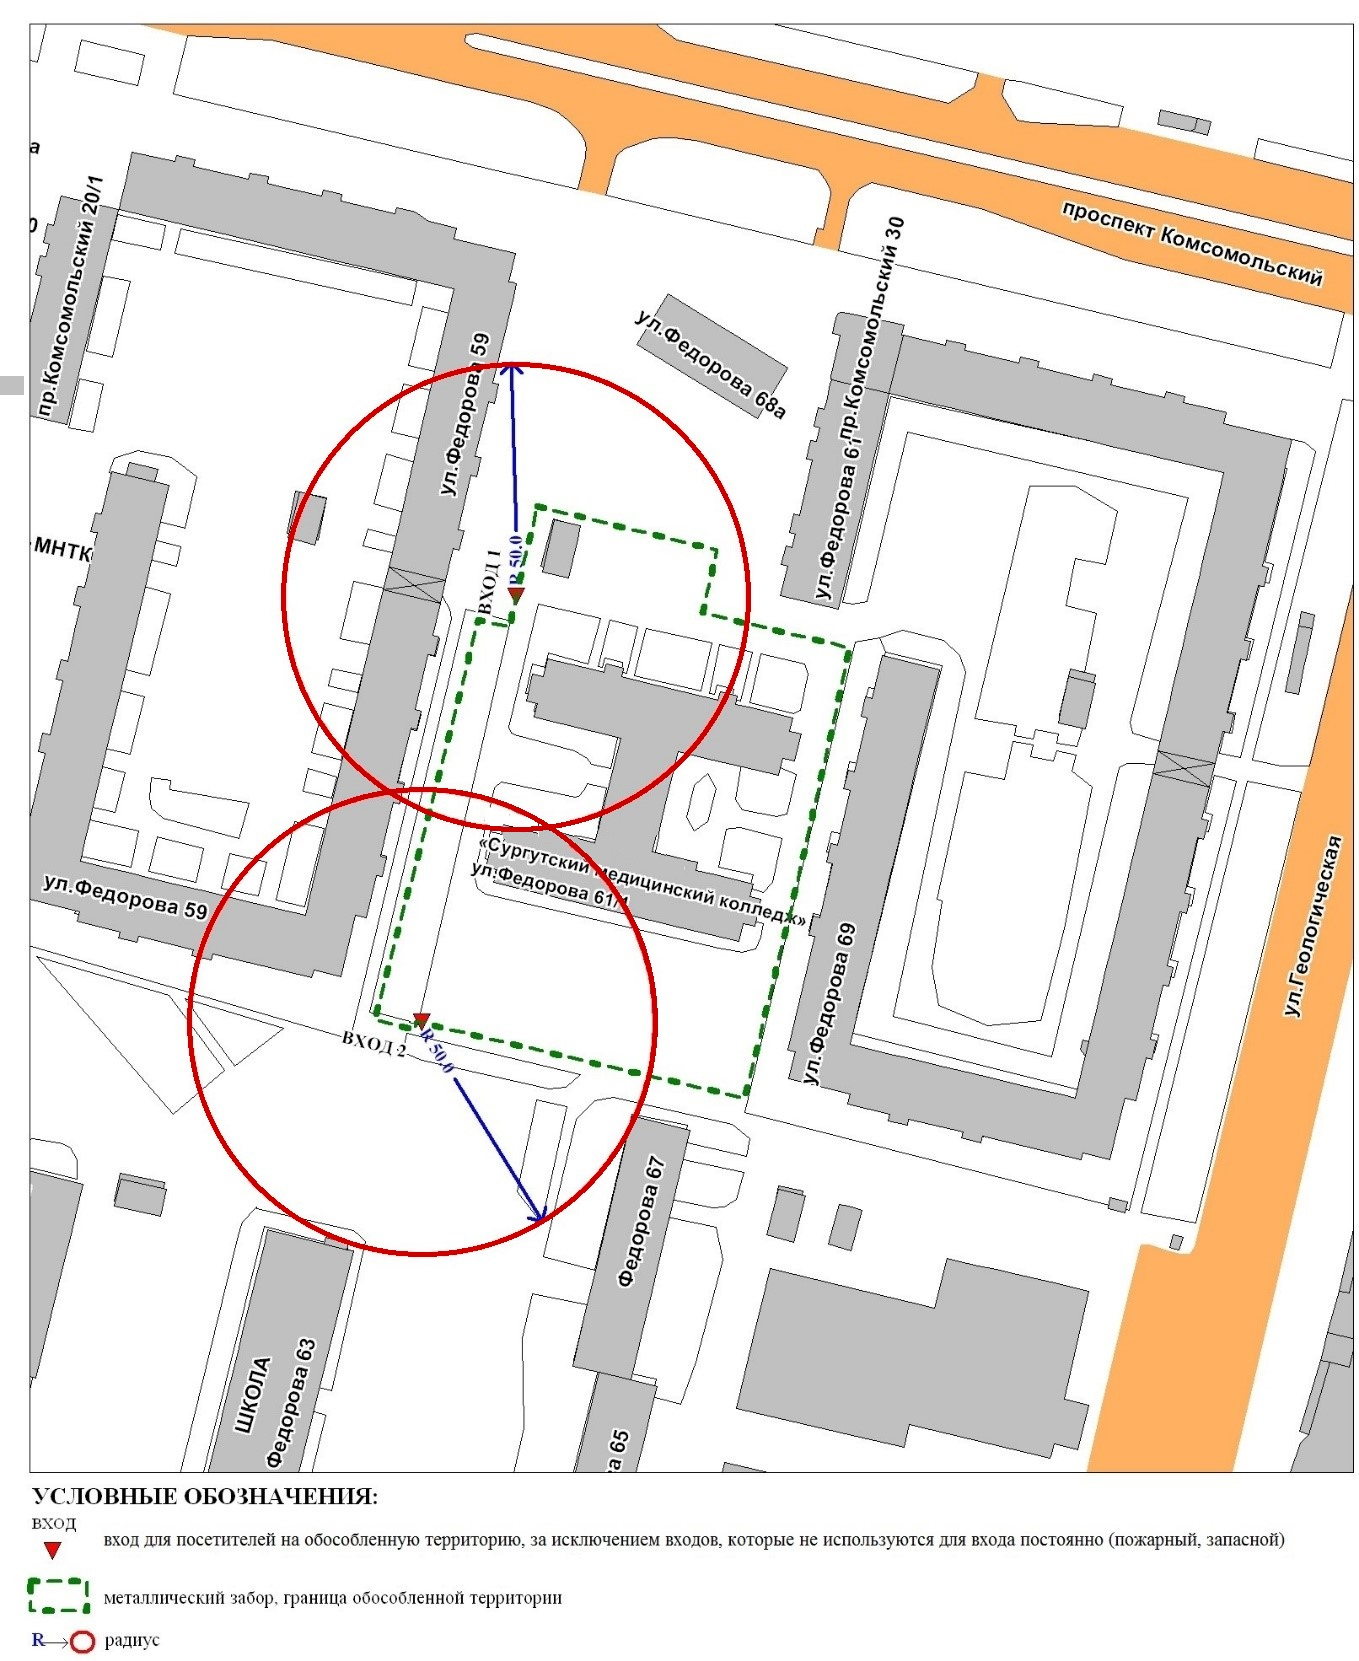 проспект Комсомольский
а
0
пр.Комсомольский 20/1
пр.Комсомольский 30
ул.Федорова 68а
ул.Федорова 59
ул.Федорова 61
МНТК
ВХОД 1
R 50.0
«Сургутский медицинский колледж»
ул.Федорова 61/1
ул.Федорова 59
ул.Федорова 69
ул.Геологическая
ВХОД 2
R 50.0
Федорова 67
ШКОЛА
Федорова 63
а 65
УСЛОВНЫЕ ОБОЗНАЧЕНИЯ:
ВХОД
вход для посетителей на обособленную территорию, за исключением входов, которые не используются для входа постоянно (пожарный, запасной)
металлический забор, граница обособленной территории
R радиус